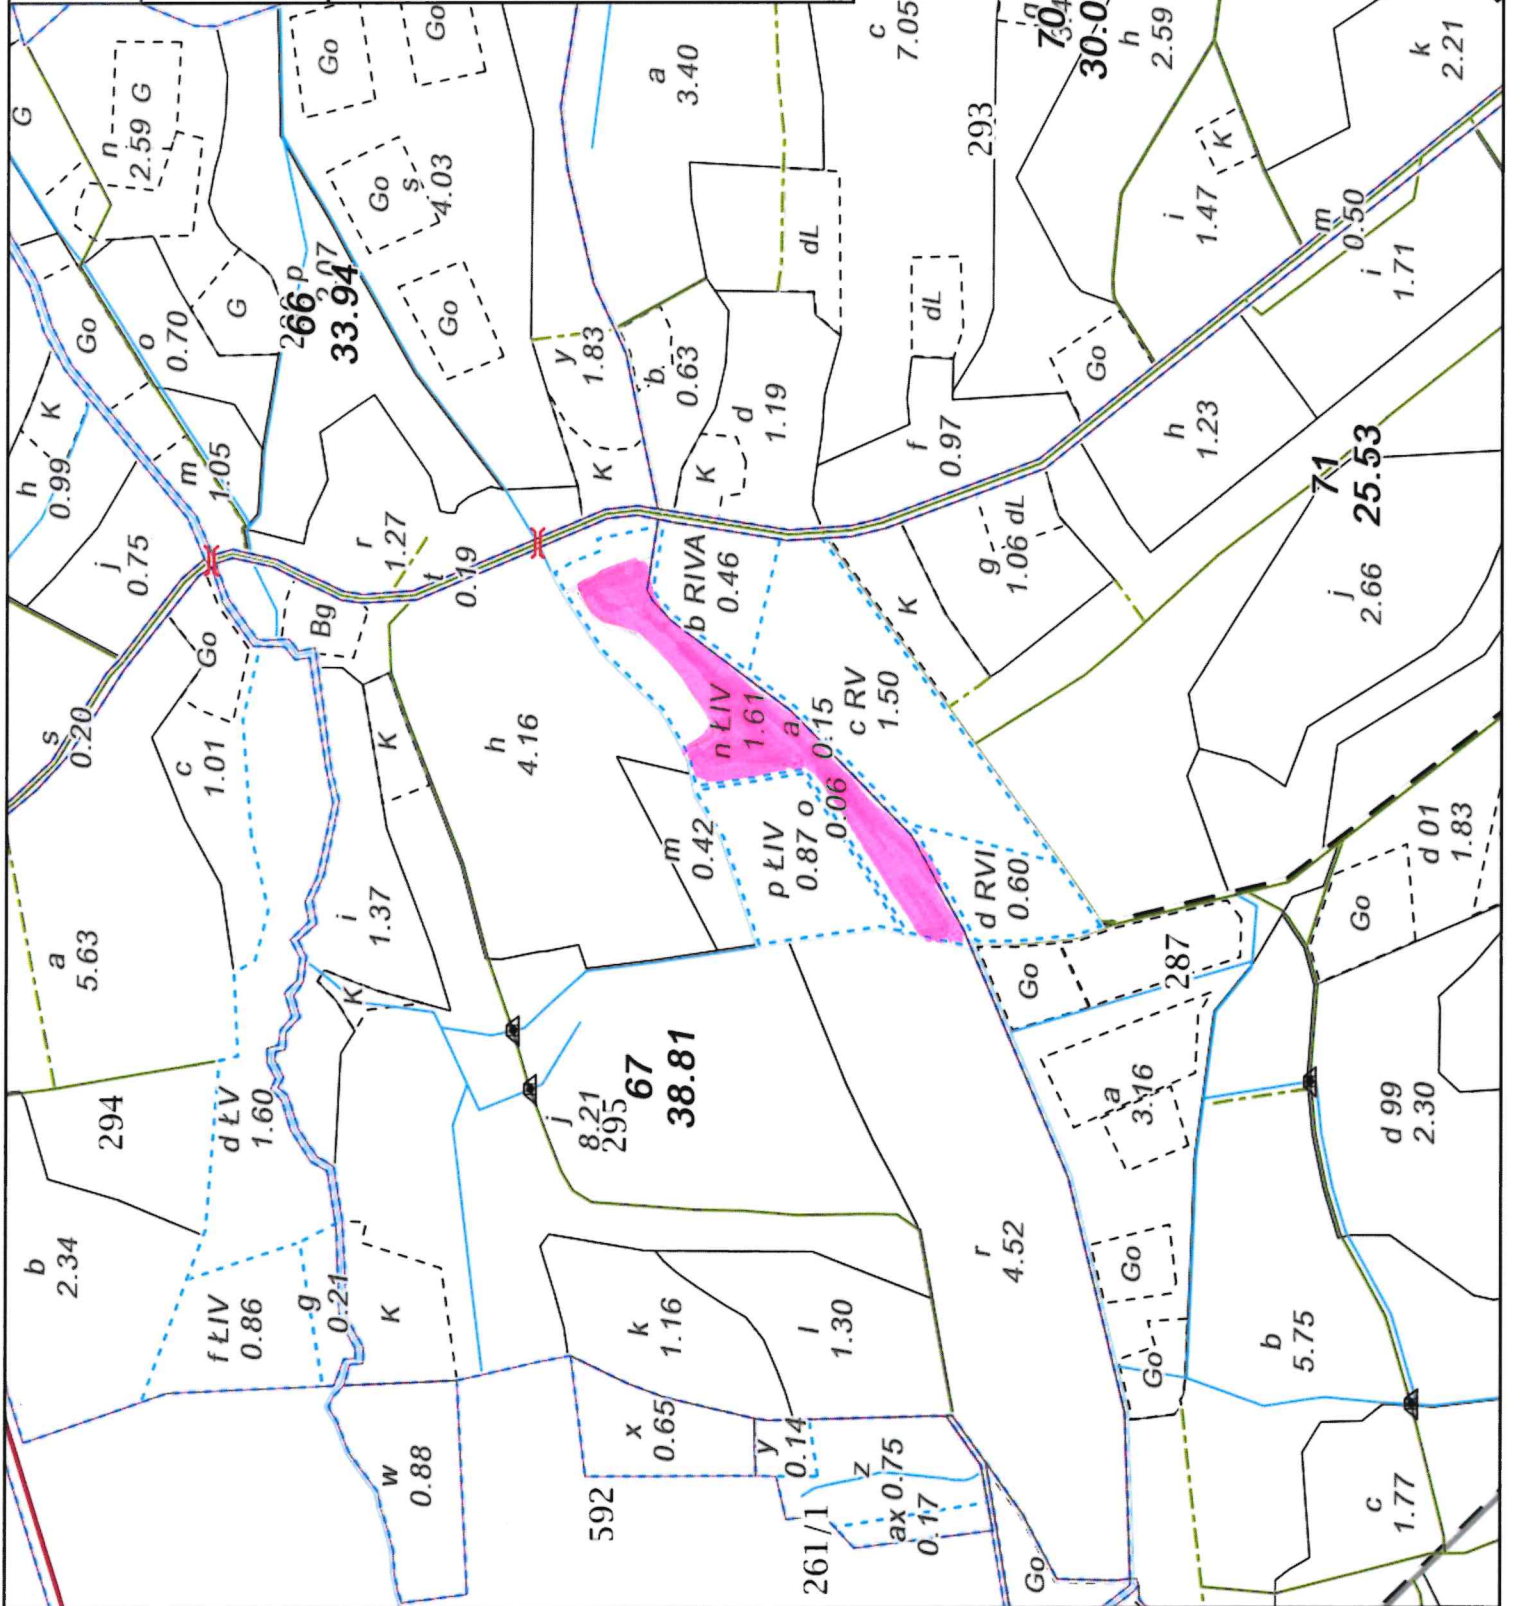 G
n
2.59 G
Go
Go
a
3.40
c
7.05
h
2.59
k
2.21
30.0
293
K
Go
s
4.03
i
1.47
m
0.50
i
1.71
dL
dL
h
0.99
K
Go
o
0.70
G
p
66
33.94
Go
y
1.83
b
0.63
d
1.19
Go
m
1.05
K
K
f
0.97
h
1.23
71
25.53
j
0.75
r
1.27
t
0.19
g
1.06 dL
Go
Bg
b RIVA
0.46
K
j
2.66
s
0.20
c
1.01
K
h
4.16
n ŁIV
1.61
a
0.15
c RV
1.50
m
0.42
p ŁIV
0.87
o
0.06
d RVI
0.60
d 01
1.83
a
5.63
i
1.37
Go
287
Go
K
294
d ŁV
1.60
j
8.21
295
67
38.81
a
3.16
d 99
2.30
b
2.34
f ŁIV
0.86
g
0.21
K
k
1.16
l
1.30
r
4.52
Go
Go
b
5.75
w
0.88
x
0.65
y
0.14
z
0.75
ax
0.17
592
261/1
Go
c
1.77